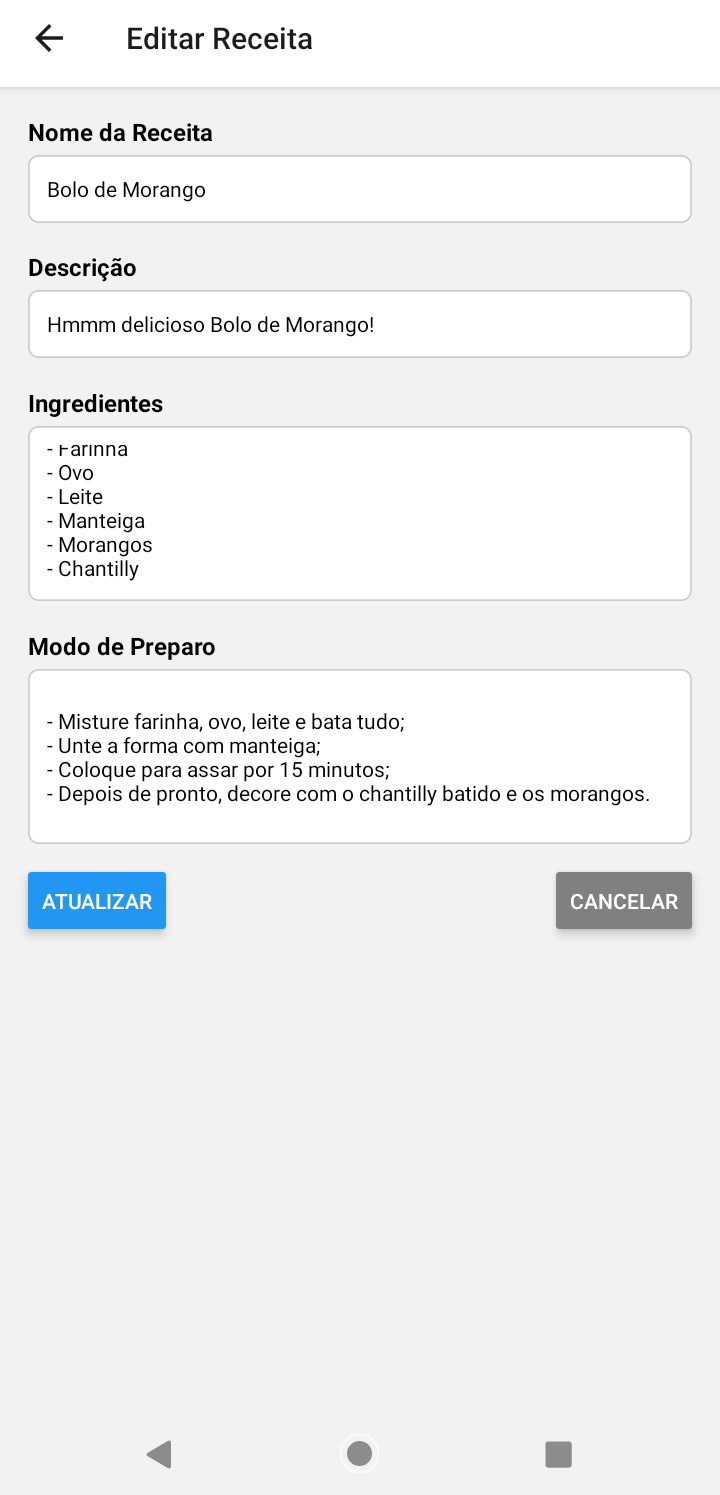 Editar Receita
Nome da Receita
Bolo de Morango
Descrição
Hmmm delicioso Bolo de Morango!
Ingredientes
- Farinha
- Ovo
- Leite
- Manteiga
- Morangos
- Chantilly
Modo de Preparo
- Misture farinha, ovo, leite e bata tudo;
- Unte a forma com manteiga;
- Coloque para assar por 15 minutos;
- Depois de pronto, decore com o chantilly batido e os morangos.
ATUALIZAR
CANCELAR